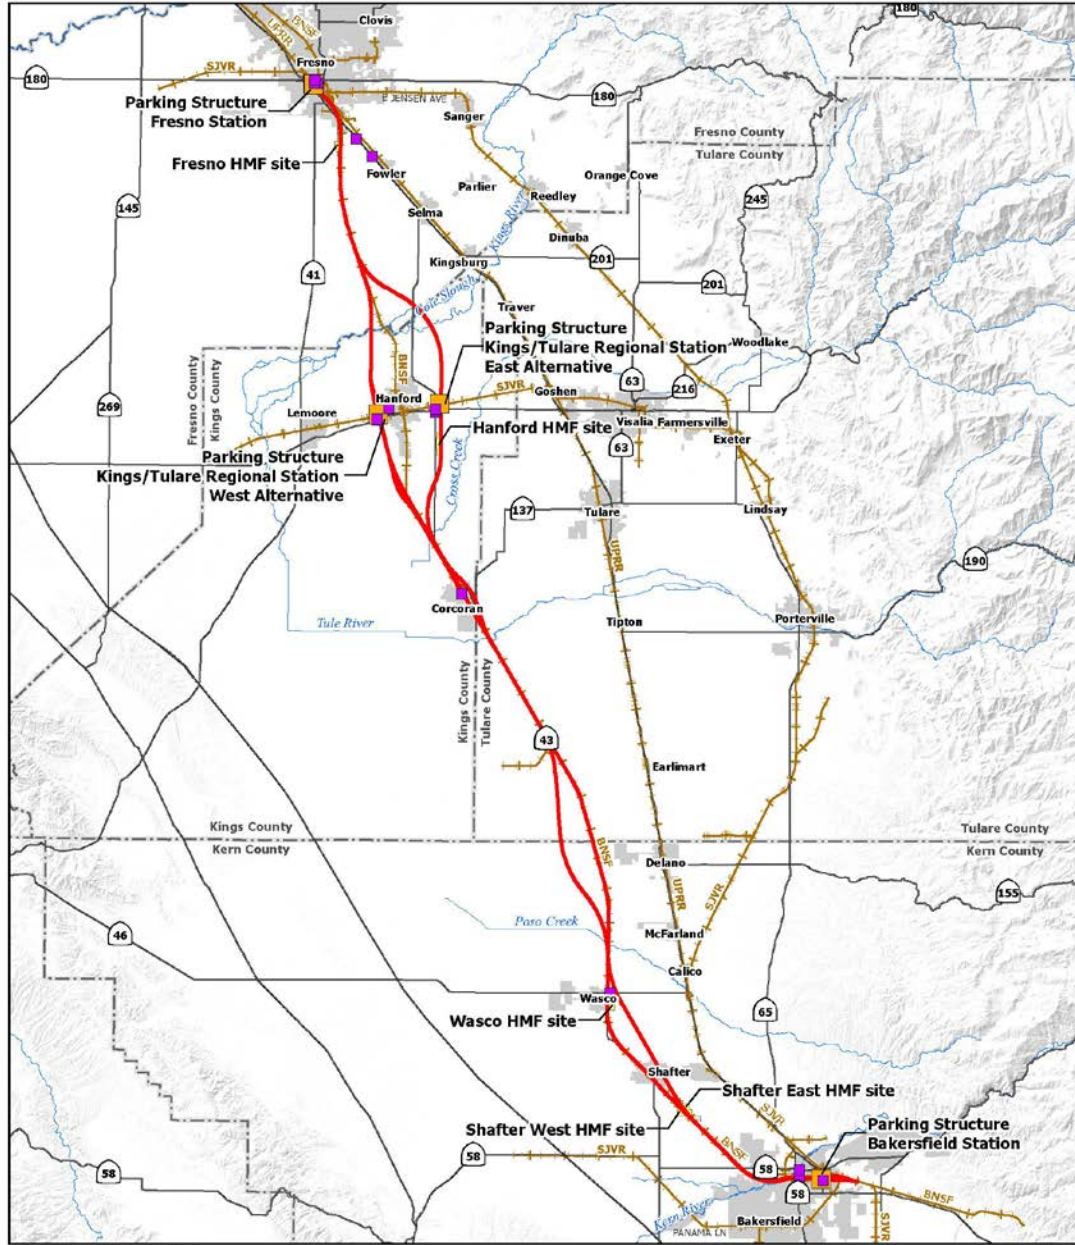 Clovis
BNSF
UPRR
180
Fresno
SJVR
180
180
E JENSEN AVE
Parking Structure
Fresno Station
Sanger
Fresno County
Tulare County
Fresno HMF site
Fowler
Parlier
Orange Cove
Reedley
245
145
Selma
Kings River
Dinuba
201
Kingsburg
41
201
Cole Slough
Traver
Parking Structure
Kings/Tulare Regional Station
East Alternative
Woodlake
Fresno County
Kings County
BNSF
SJVR
Goshen
63
216
269
Lemoore
Hanford
Visalia
Farmersville
Hanford HMF site
Exeter
63
Parking Structure
Kings/Tulare Regional Station
West Alternative
Cross Creek
137
Tulare
Lindsay
UPRR
190
Corcoran
Tule River
Tipton
Porterville
Kings County
Tulare County
43
Earlimart
Kings County
Kern County
Tulare County
Kern County
BNSF
Delano
UPRR
SJVR
155
Poso Creek
McFarland
46
Calico
Wasco
65
Wasco HMF site
Shafter
Shafter East HMF site
SJVR
Shafter West HMF site
BNSF
Parking Structure
Bakersfield Station
58
58
SJVR
58
58
Kern River
BNSF
SJVR
Bakersfield
PANAMA LN